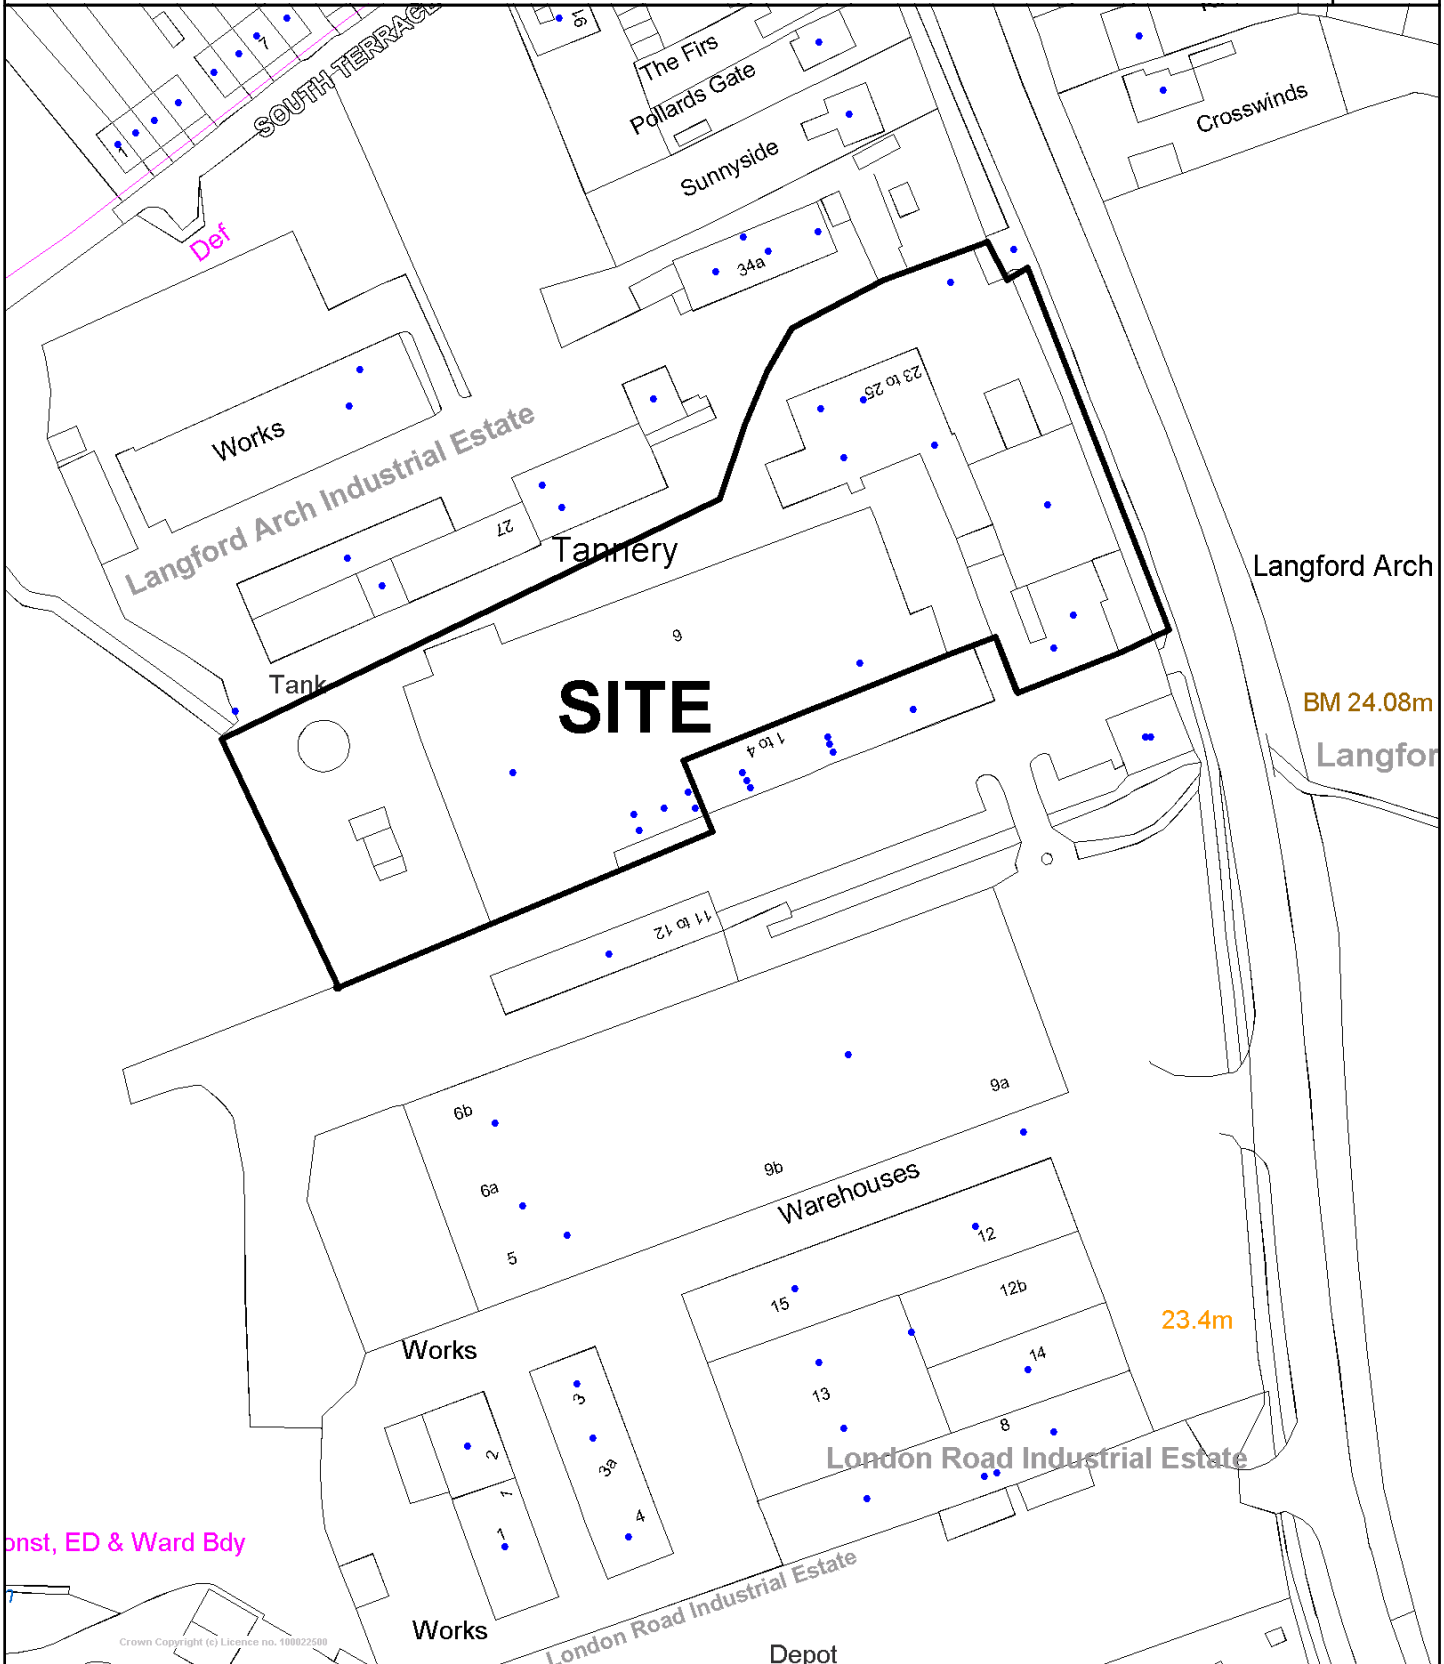 16
7
SOUTH TERRACE
The Firs
Pollards Gate
Crosswinds
1
Sunnyside
Def
34a
23 to 25
Works
Langford Arch Industrial Estate
27
Tannery
Langford Arch
9
Tank
SITE
BM 24.08m
1 to 4
Langfor
11 to 12
9a
6b
9b
6a
Warehouses
5
12
12b
15
23.4m
Works
14
13
3
8
2
London Road Industrial Estate
3a
1
4
1
onst, ED & Ward Bdy
London Road Industrial Estate
Works
Crown Copyright (c) Licence no. 100022500
Depot